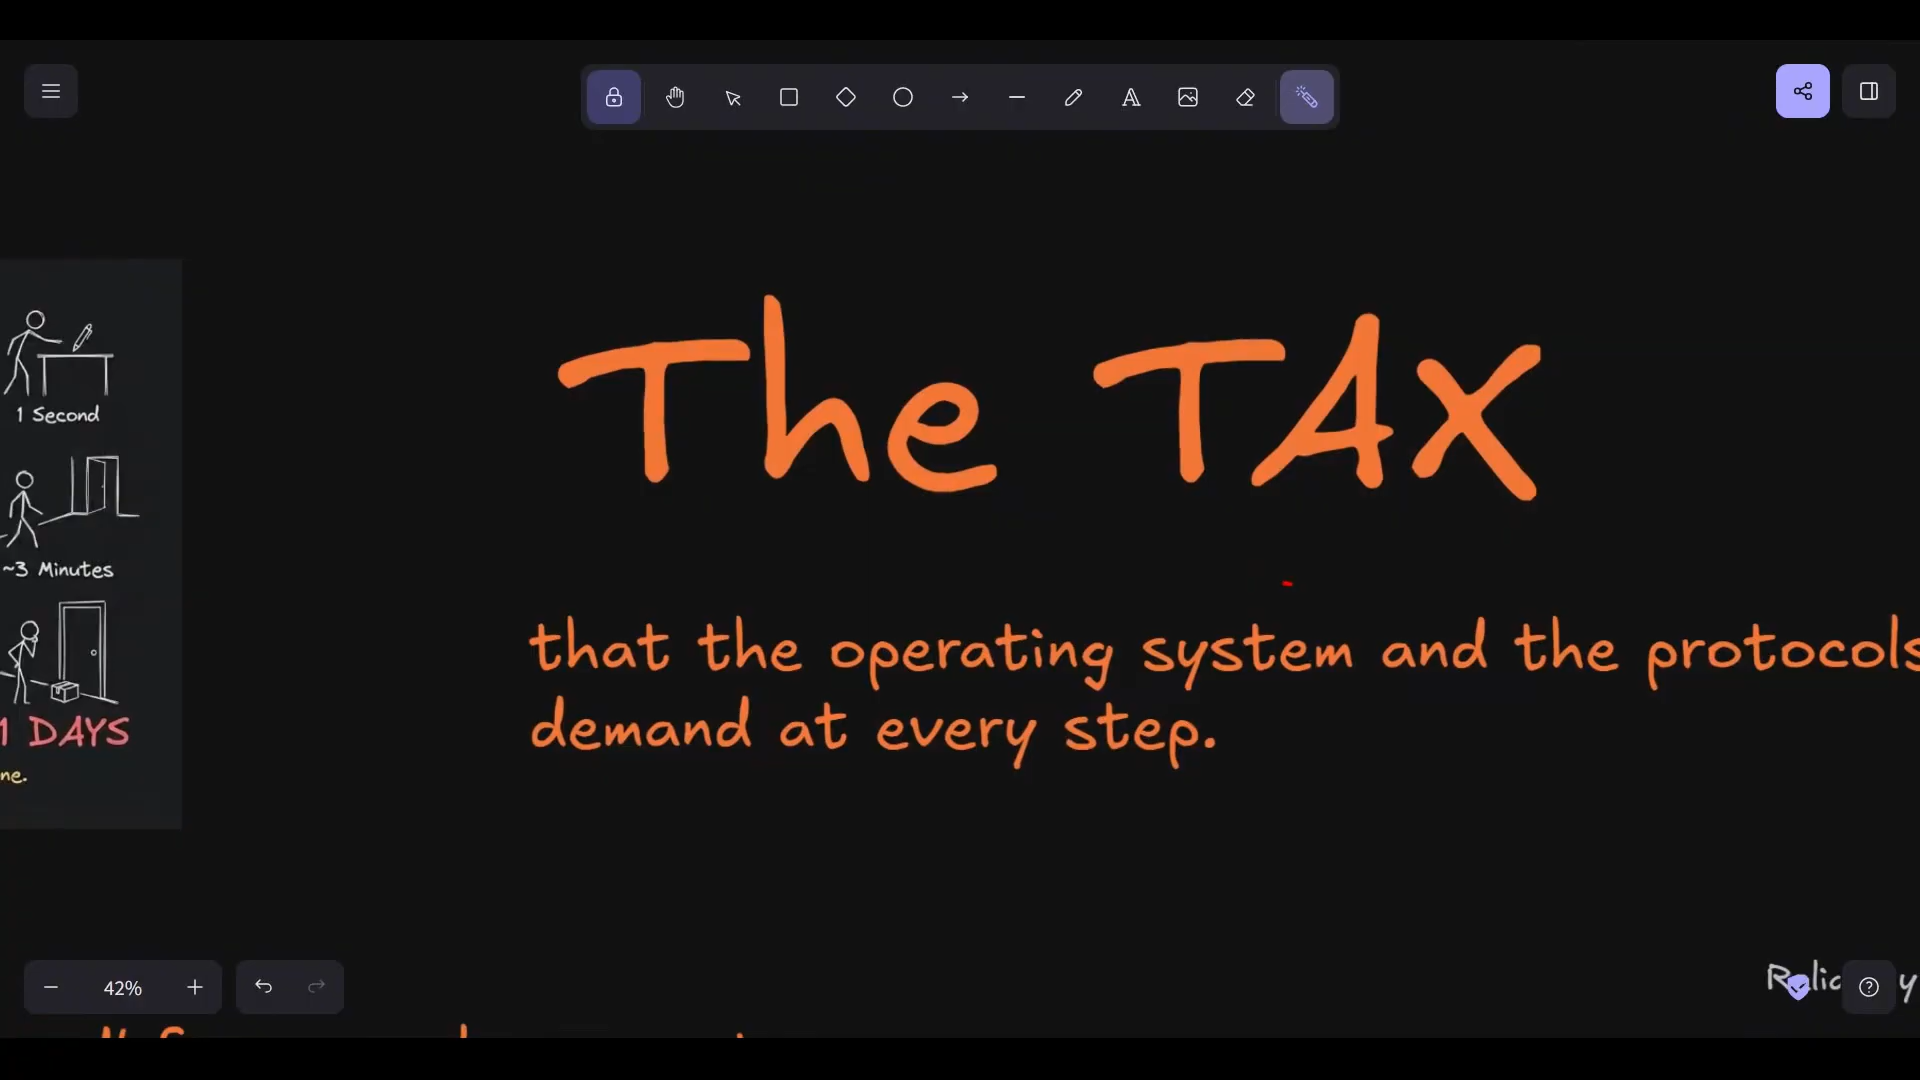 The TAX
that the operating system and the protocols
demand at every step.
1 Second
~3 Minutes
1 DAYS
ne.
42%